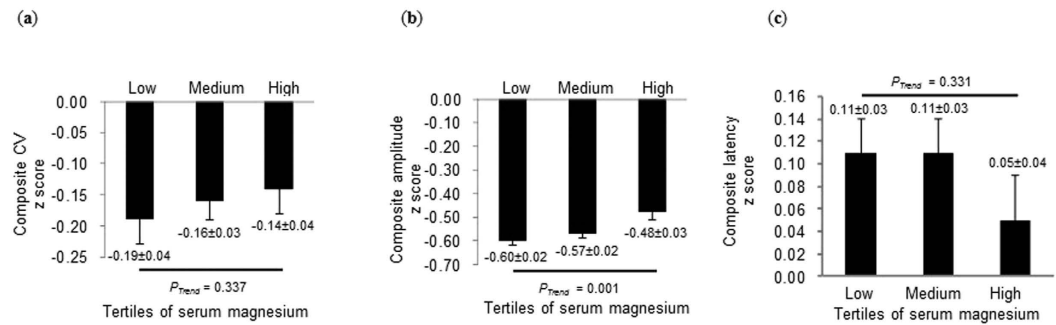 (a)
Low Medium High
0.00
-0.05
-0.10
-0.15
-0.20
-0.25
Composite CV
z score
-0.19±0.04
-0.16±0.03
-0.14±0.04
P Trend = 0.337
Tertiles of serum magnesium
(b)
Low Medium High
0.00
-0.10
-0.20
-0.30
-0.40
-0.50
-0.60
-0.70
Composite amplitude
z score
-0.60±0.02
-0.57±0.02
-0.48±0.03
P Trend = 0.001
Tertiles of serum magnesium
(c)
P Trend = 0.331
0.16
0.14
0.12
0.10
0.08
0.06
0.04
0.02
0.00
Composite latency
z score
0.11±0.03
0.11±0.03
0.05±0.04
Low Medium High
Tertiles of serum magnesium